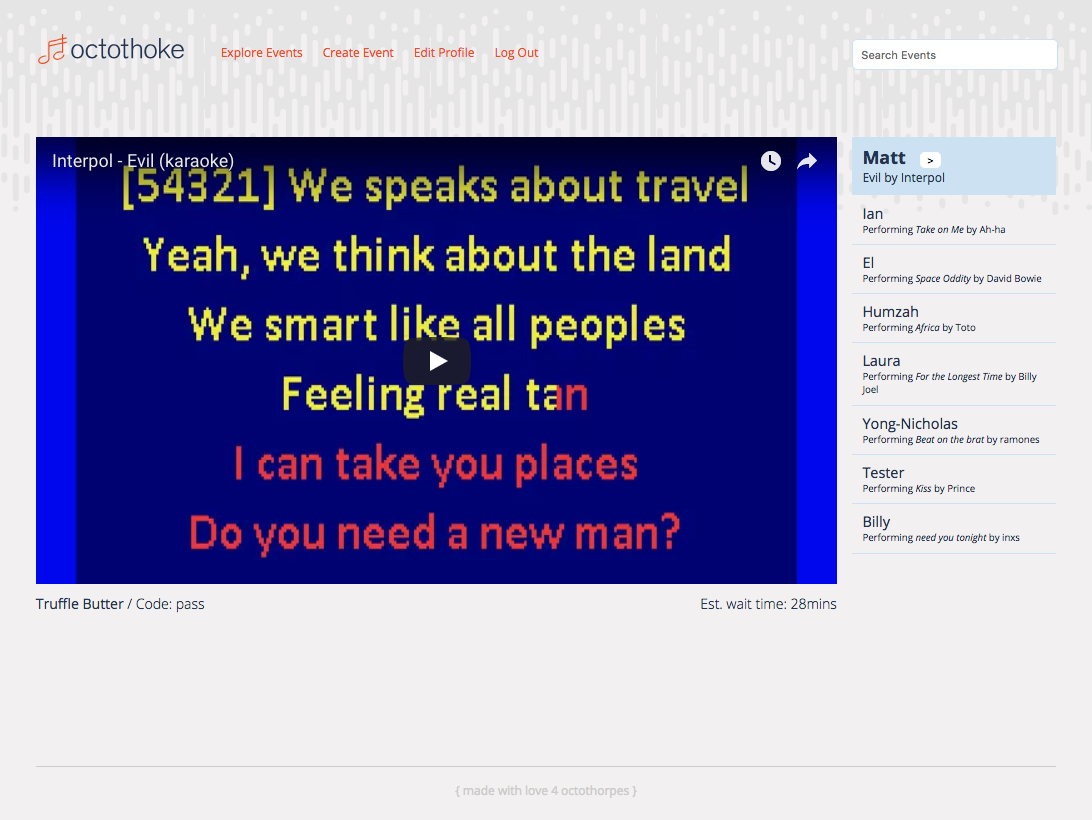 octothoke
Explore Events Create Event Edit Profile Log Out
Search Events
Interpol - Evil (karaoke)
[54321] We speaks about travel
Yeah, we think about the land
We smart like all peoples
Feeling real tan
I can take you places
Do you need a new man?
Truffle Butter / Code: pass
Est. wait time: 28mins
Matt >
Evil by Interpol
Ian
Performing Take on Me by Ah-ha
El
Performing Space Oddity by David Bowie
Humzah
Performing Africa by Toto
Laura
Performing For the Longest Time by Billy
Joel
Yong-Nicholas
Performing Beat on the brat by ramones
Tester
Performing Kiss by Prince
Billy
Performing need you tonight by inxs
{ made with love 4 octothorpes }